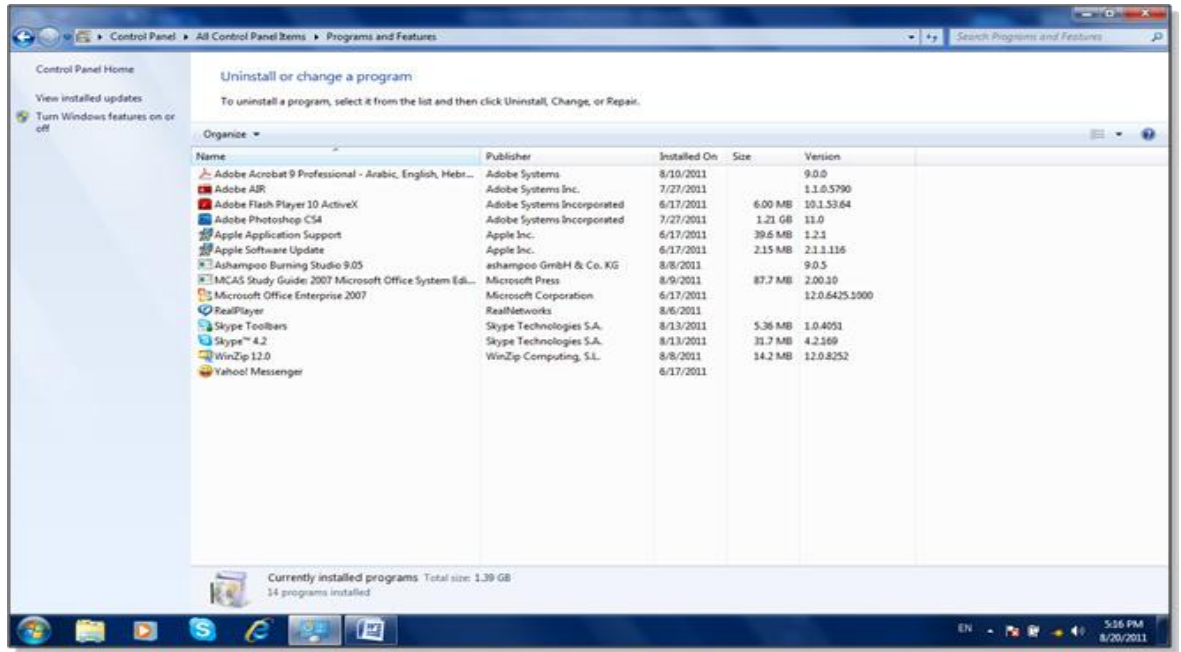 Control Panel ▸ All Control Panel Items ▸ Programs and Features
Search Programs and Features
Control Panel Home
View installed updates
Turn Windows features on or
off
Uninstall or change a program
To uninstall a program, select it from the list and then click Uninstall, Change, or Repair.
Organize
Name Publisher Installed On Size Version
Adobe Acrobat 9 Professional - Arabic, English, Hebr... Adobe Systems 8/10/2011 9.0.0
Adobe AIR Adobe Systems Inc. 7/27/2011 1.1.0.5790
Adobe Flash Player 10 ActiveX Adobe Systems Incorporated 6/17/2011 6.00 MB 10.1.53.64
Adobe Photoshop CS4 Adobe Systems Incorporated 7/27/2011 1.21 GB 11.0
Apple Application Support Apple Inc. 6/17/2011 39.6 MB 1.2.1
Apple Software Update Apple Inc. 6/17/2011 2.15 MB 2.1.1.116
Ashampoo Burning Studio 9.05 ashampoo GmbH & Co. KG 8/8/2011 9.0.5
MCAS Study Guide: 2007 Microsoft Office System Edi... Microsoft Press 8/9/2011 87.7 MB 2.00.10
Microsoft Office Enterprise 2007 Microsoft Corporation 6/17/2011 12.0.6425.1000
RealPlayer RealNetworks 8/6/2011
Skype Toolbars Skype Technologies S.A. 8/13/2011 5.36 MB 1.0.4051
Skype™ 4.2 Skype Technologies S.A. 8/13/2011 31.7 MB 4.2.169
WinZip 12.0 WinZip Computing, S.L. 8/8/2011 14.2 MB 12.0.8252
Yahoo! Messenger 6/17/2011
Currently installed programs Total size: 1.39 GB
14 programs installed
EN
5:16 PM
8/20/2011